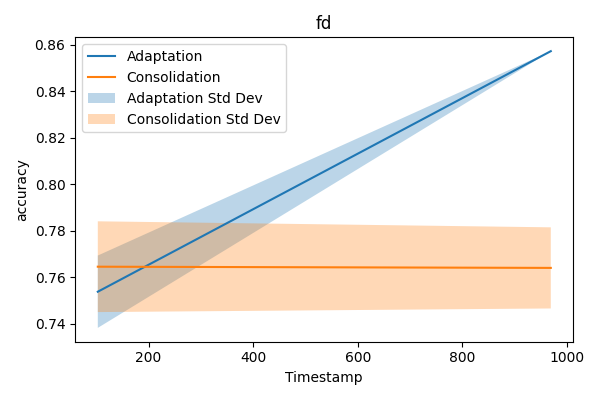 fd
Adaptation
Consolidation
Adaptation Std Dev
Consolidation Std Dev
accuracy
0.86
0.84
0.82
0.80
0.78
0.76
0.74
200 400 600 800 1000
Timestamp